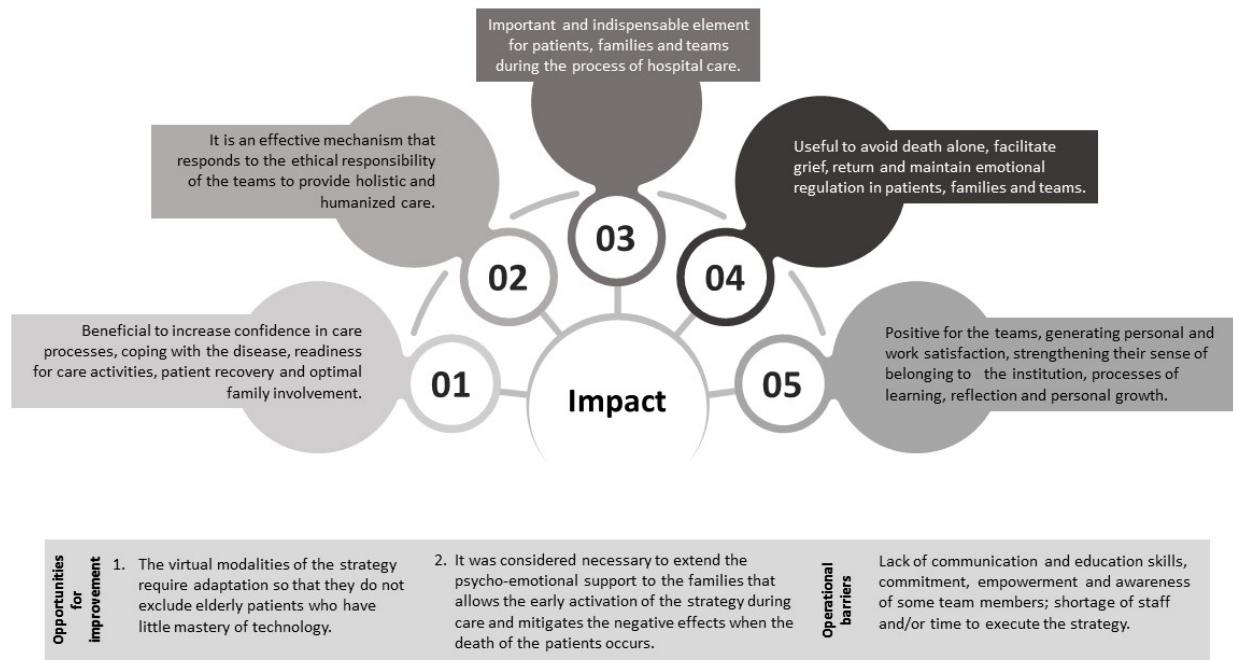 Important and indispensable element
for patients, families and teams
during the process of hospital care.
It is an effective mechanism that
responds to the ethical responsibility
of the teams to provide holistic and
humanized care.
Useful to avoid death alone, facilitate
grief, return and maintain emotional
regulation in patients, families and teams.
03
02
04
Beneficial to increase confidence in care
processes, coping with the disease, readiness
for care activities, patient recovery and optimal
family involvement.
01
Impact
05
Positive for the teams, generating personal and
work satisfaction, strengthening their sense of
belonging to the institution, processes of
learning, reflection and personal growth.
Opportunities
for
improvement
1. The virtual modalities of the strategy
require adaptation so that they do not
exclude elderly patients who have
little mastery of technology.
2. It was considered necessary to extend the
psycho-emotional support to the families that
allows the early activation of the strategy during
care and mitigates the negative effects when the
death of the patients occurs.
Operational
barriers
Lack of communication and education skills,
commitment, empowerment and awareness
of some team members; shortage of staff
and/or time to execute the strategy.